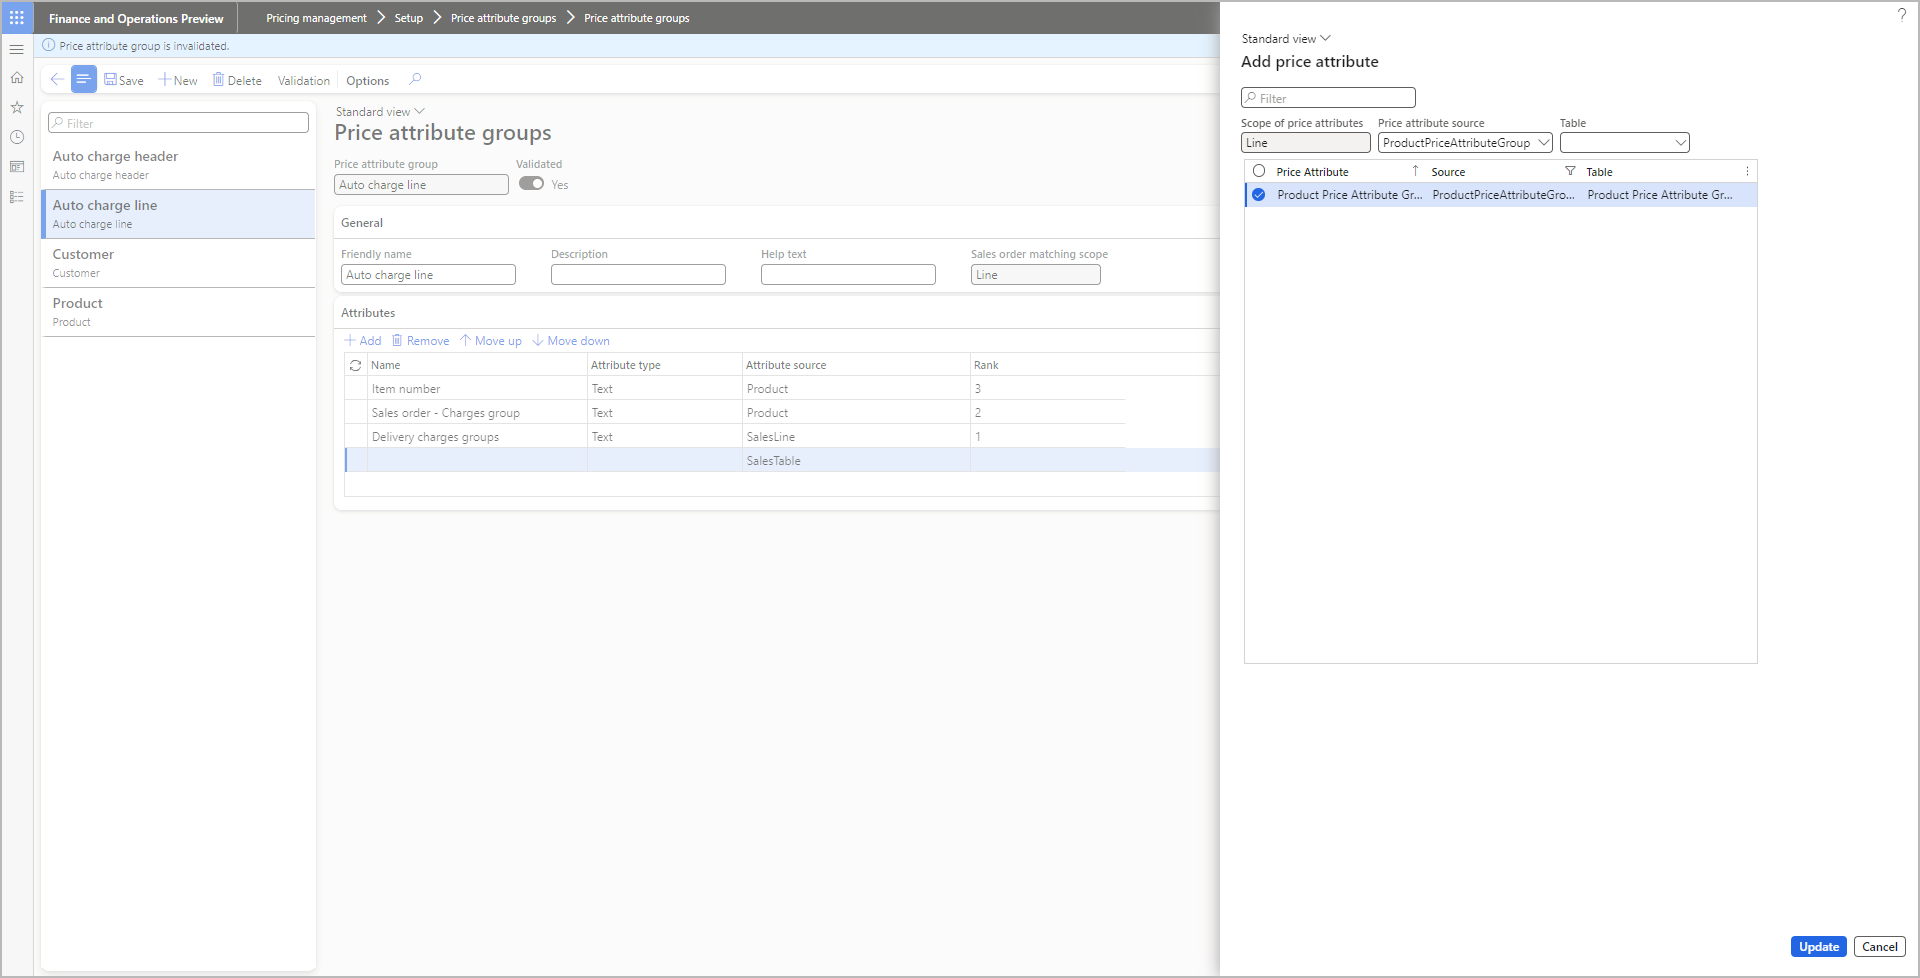 Finance and Operations Preview
Pricing management > Setup > Price attribute groups > Price attribute groups
?
Price attribute group is invalidated.
Save New Delete Validation Options
Filter
Auto charge header
Auto charge header
Auto charge line
Auto charge line
Customer
Customer
Product
Product
Standard view
Price attribute groups
Price attribute group Validated
Auto charge line Yes
General
Friendly name Description Help text Sales order matching scope
Auto charge line Line
Attributes
Add Remove Move up Move down
Name Attribute type Attribute source Rank
Item number Text Product 3
Sales order - Charges group Text Product 2
Delivery charges groups Text SalesLine 1
SalesTable
Standard view
Add price attribute
Filter
Scope of price attributes Price attribute source Table
Line ProductPriceAttributeGroup
Price Attribute Source Table
Product Price Attribute Gr... ProductPriceAttributeGro... Product Price Attribute Gr...
Update Cancel